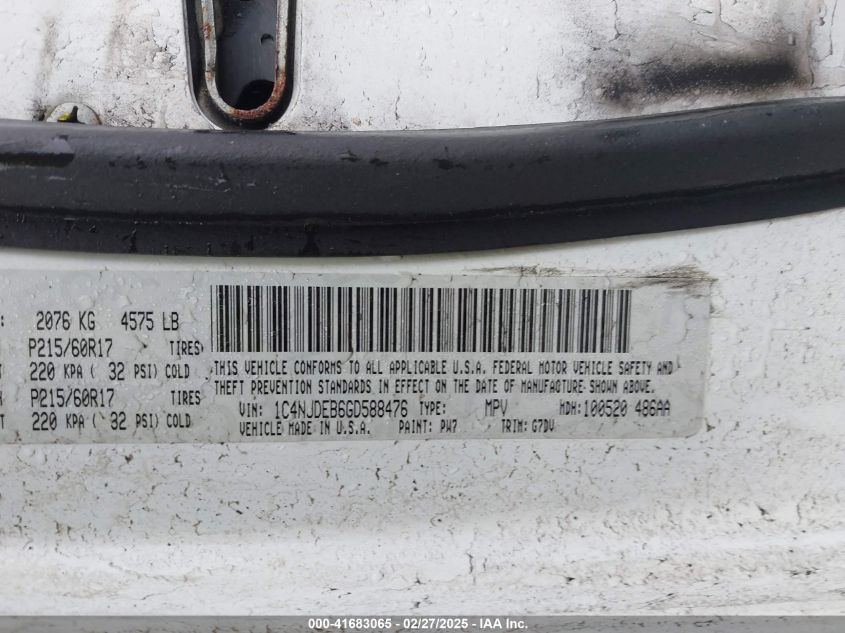 : 2076 KG 4575 LB
P215/60R17 TIRES
220 KPA ( 32 PSI) COLD
P215/60R17 TIRES
220 KPA ( 32 PSI) COLD
THIS VEHICLE CONFORMS TO ALL APPLICABLE U.S.A. FEDERAL MOTOR VEHICLE SAFETY AND
THEFT PREVENTION STANDARDS IN EFFECT ON THE DATE OF MANUFACTURE SHOWN ABOVE.
VIN: 1C4NJDEB6GD588476 TYPE: MPV MDH: 100520 486AA
VEHICLE MADE IN U.S.A. PAINT: PW7 TRIM: G7DV
000-41683065 - 02/27/2025 - IAA Inc.